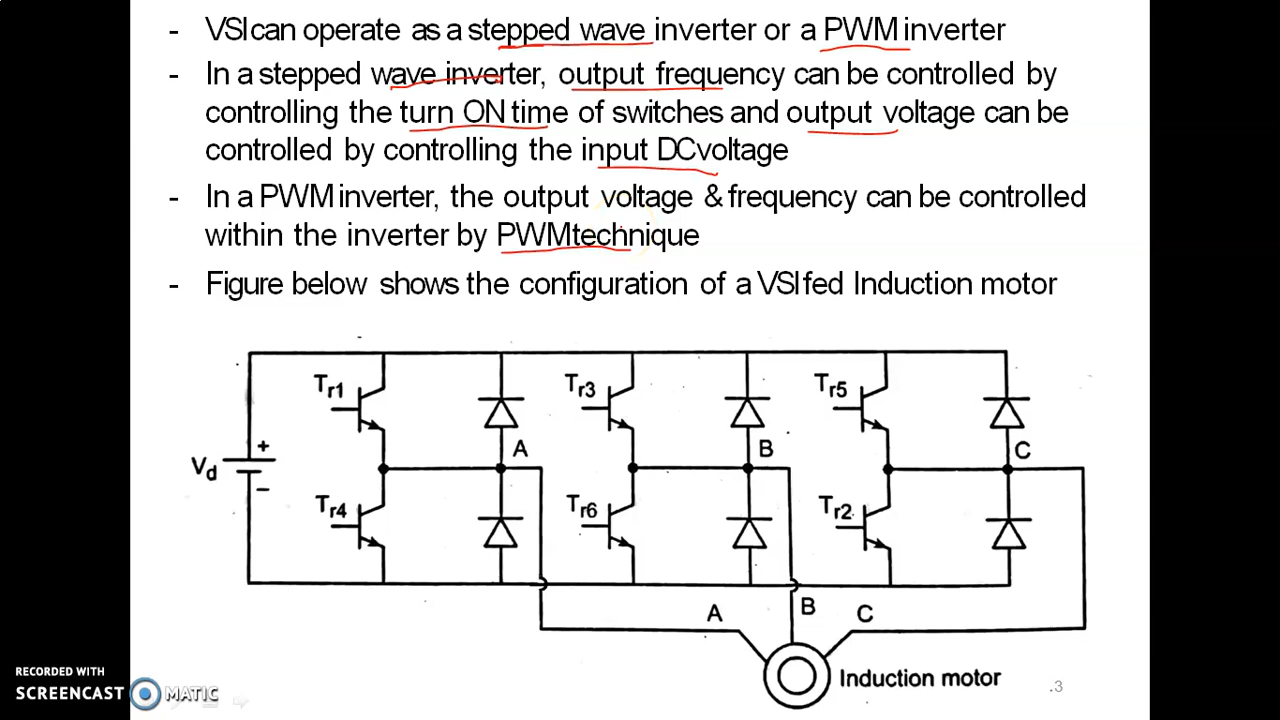 - VSI can operate as a stepped wave inverter or a PWM inverter
- In a stepped wave inverter, output frequency can be controlled by
controlling the turn ON time of switches and output voltage can be
controlled by controlling the input DC voltage
- In a PWM inverter, the output voltage & frequency can be controlled
within the inverter by PWM technique
- Figure below shows the configuration of a VSI fed Induction motor
Tr1 Tr3 Tr5
+ A B C
Vd
−
Tr4 Tr6 Tr2
A B C
Induction motor
3
RECORDED WITH
SCREENCAST MATIC